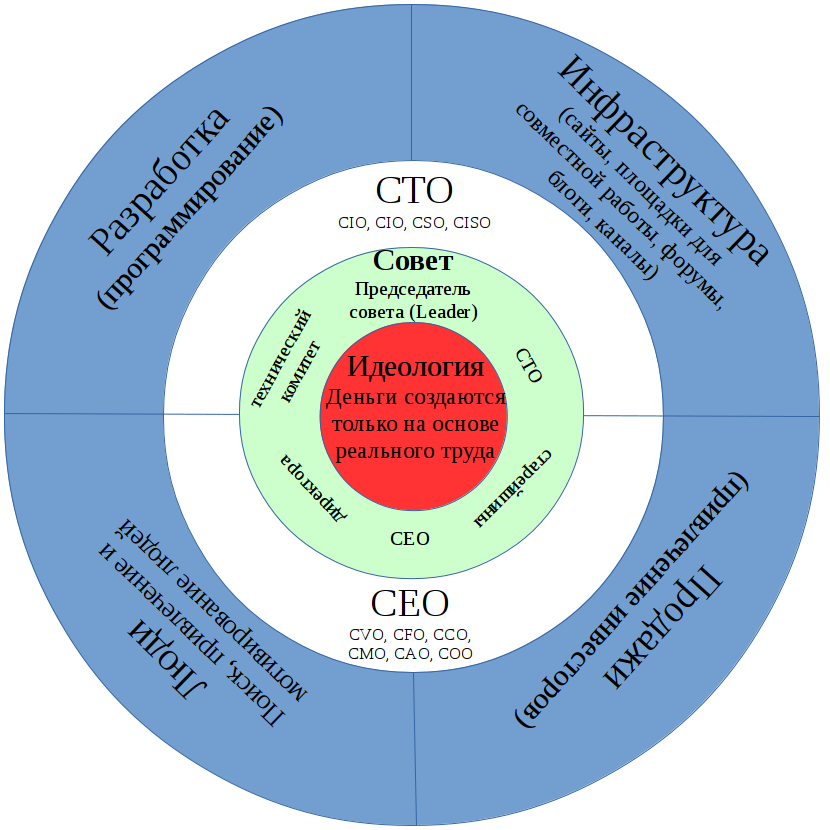 Разработка
(программирование)
Инфраструктура
(сайты, площадки для
совместной работы, форумы,
блоги, каналы)
CTO
CIO, CIO, CSO, CISO
Совет
Председатель
совета (Leader)
технический
комитет
CTO
Идеология
Деньги создаются
только на основе
реального труда
директора
старейшины
CEO
CEO
CVO, CFO, CCO,
CMO, CAO, COO
Люди
Поиск, привлечение и
мотивирование людей
Продажи
(привлечение инвесторов)